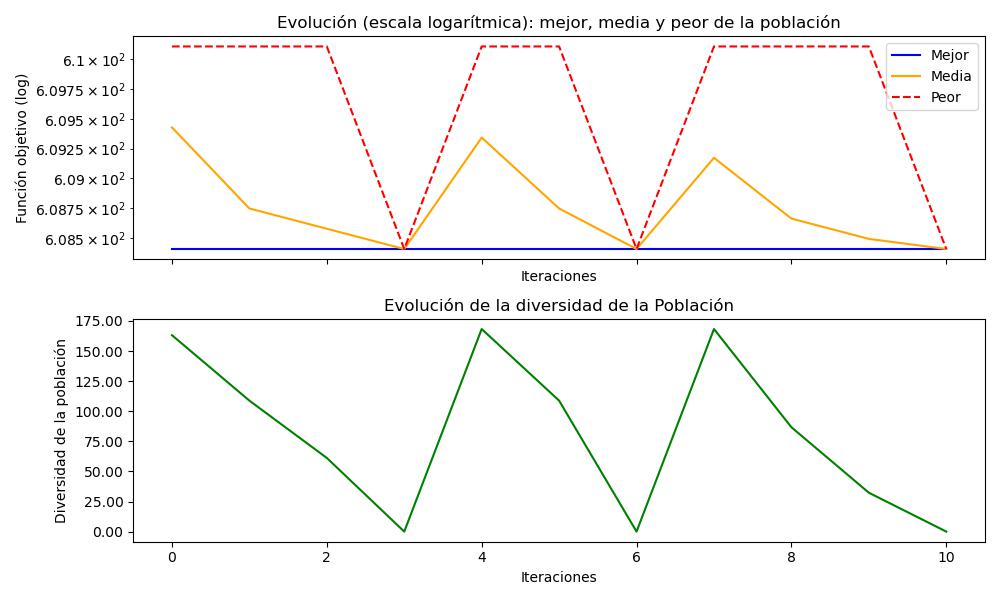 Evolución (escala logarítmica): mejor, media y peor de la población
Función objetivo (log)
6.1 × 10²
6.0975 × 10²
6.095 × 10²
6.0925 × 10²
6.09 × 10²
6.0875 × 10²
6.085 × 10²
Mejor
Media
Peor
Iteraciones
Evolución de la diversidad de la Población
Diversidad de la población
175.00
150.00
125.00
100.00
75.00
50.00
25.00
0.00
0 2 4 6 8 10
Iteraciones